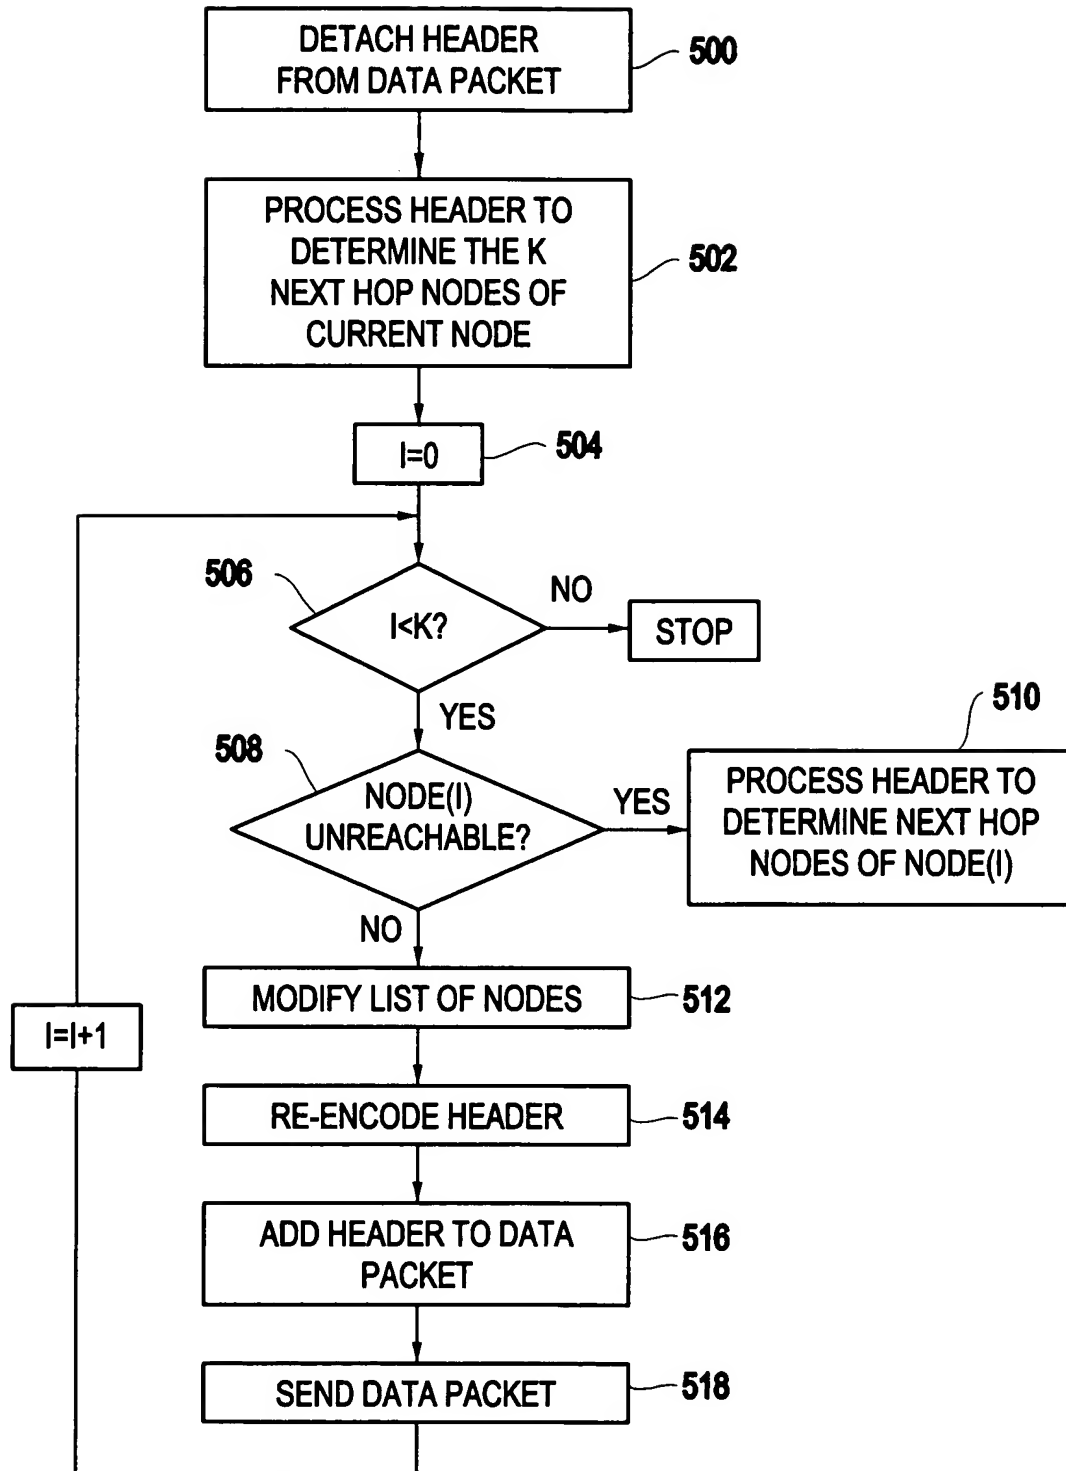 DETACH HEADER
FROM DATA PACKET
500
PROCESS HEADER TO
DETERMINE THE K
NEXT HOP NODES OF
CURRENT NODE
502
I=0
504
506
I<K?
NO
STOP
YES
508
NODE(I)
UNREACHABLE?
YES
510
PROCESS HEADER TO
DETERMINE NEXT HOP
NODES OF NODE(I)
NO
MODIFY LIST OF NODES
512
I=I+1
RE-ENCODE HEADER
514
ADD HEADER TO DATA
PACKET
516
SEND DATA PACKET
518